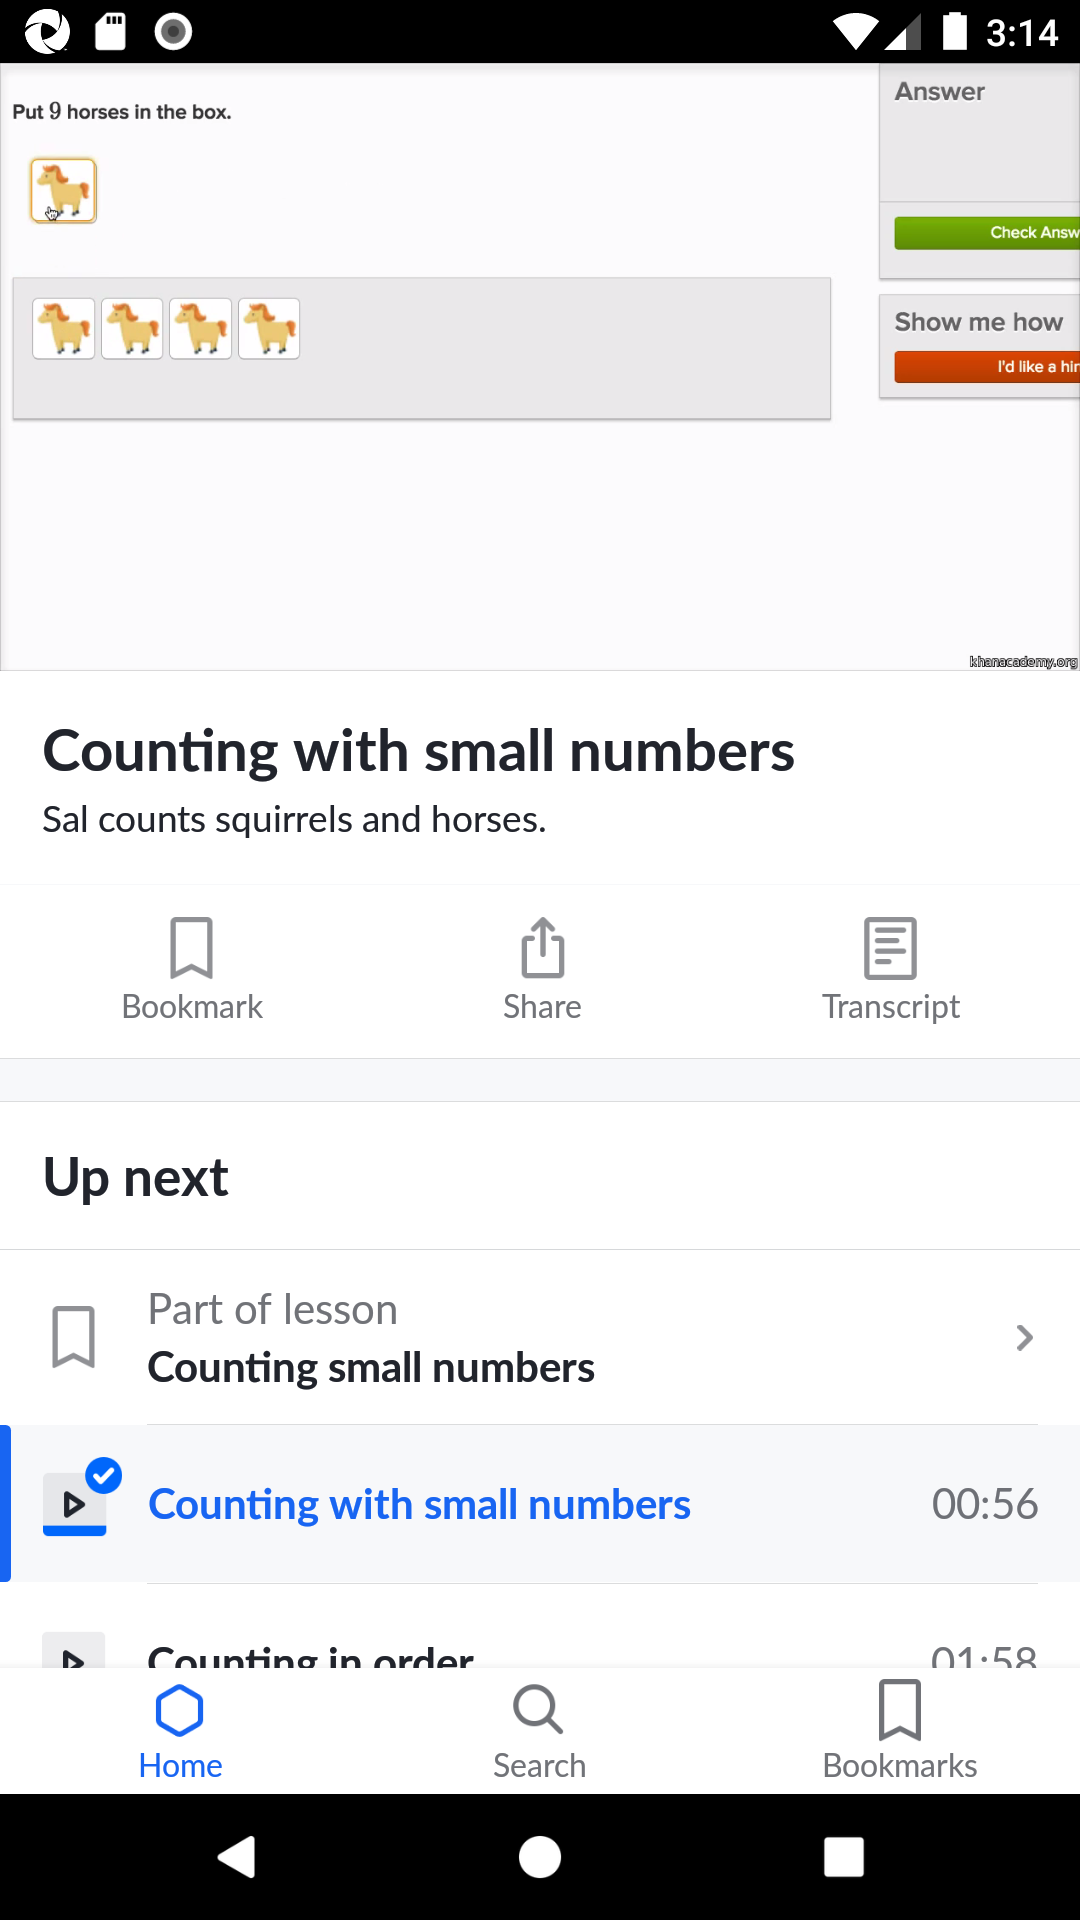 3:14
Put 9 horses in the box.
Answer
Check Answ
Show me how
I'd like a hin
khanacademy.org
Counting with small numbers
Sal counts squirrels and horses.
Bookmark
Share
Transcript
Up next
Part of lesson
Counting small numbers
Counting with small numbers
00:56
Counting in order
01:58
Home
Search
Bookmarks